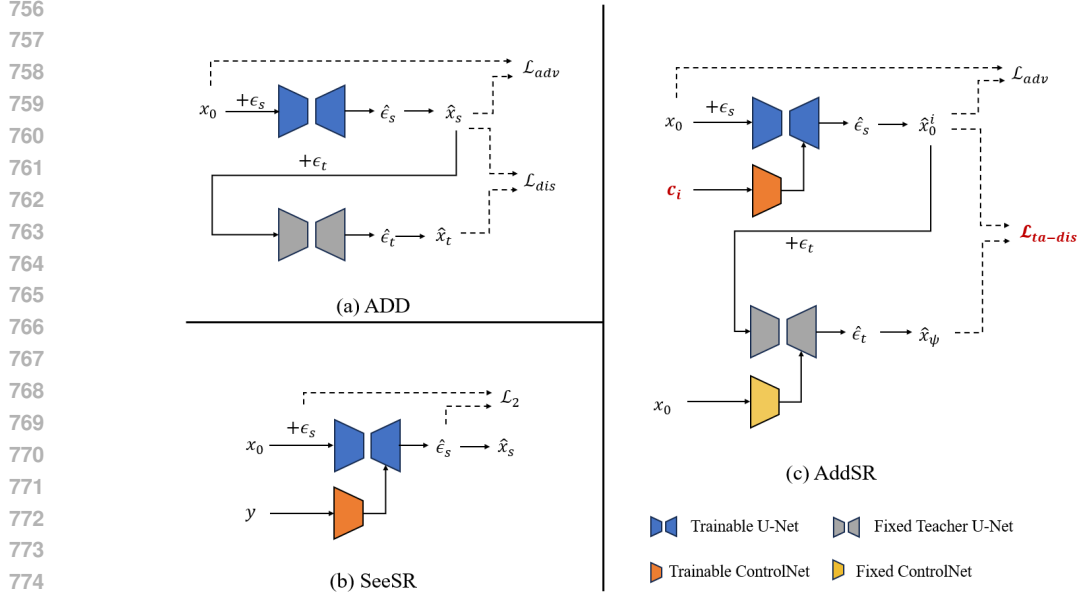 756
757
758
759
760
761
762
763
764
765
766
767
768
769
770
771
772
773
774
ℒ_adv
x_0 +ϵ_s ϵ̂_s x̂_s
+ϵ_t
ℒ_dis
ϵ̂_t x̂_t
(a) ADD
ℒ_2
x_0 +ϵ_s ϵ̂_s x̂_s
y
(b) SeeSR
ℒ_adv
x_0 +ϵ_s ϵ̂_s x̂_0^i
c_i
ℒ_ta−dis
+ϵ_t
ϵ̂_t x̂_ψ
x_0
(c) AddSR
Trainable U-Net Fixed Teacher U-Net
Trainable ControlNet Fixed ControlNet